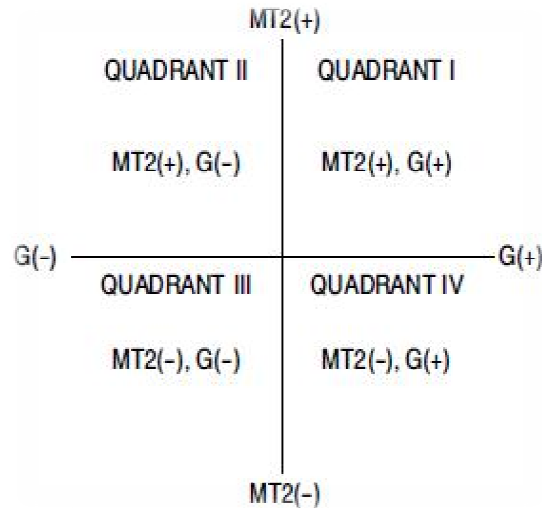 MT2(+)
QUADRANT II QUADRANT I
MT2(+), G(−) MT2(+), G(+)
G(−) G(+)
QUADRANT III QUADRANT IV
MT2(−), G(−) MT2(−), G(+)
MT2(−)